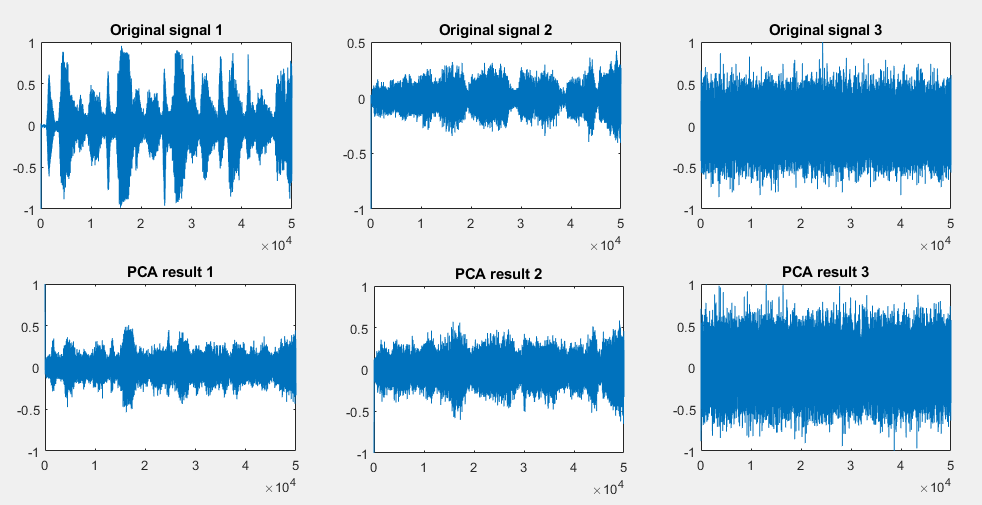 Original signal 1
1
0.5
0
-0.5
-1
0 1 2 3 4 5
×10⁴
Original signal 2
0.5
0
-0.5
-1
0 1 2 3 4 5
×10⁴
Original signal 3
1
0.5
0
-0.5
-1
0 1 2 3 4 5
×10⁴
PCA result 1
1
0.5
0
-0.5
-1
0 1 2 3 4 5
×10⁴
PCA result 2
1
0.5
0
-0.5
-1
0 1 2 3 4 5
×10⁴
PCA result 3
1
0.5
0
-0.5
-1
0 1 2 3 4 5
×10⁴